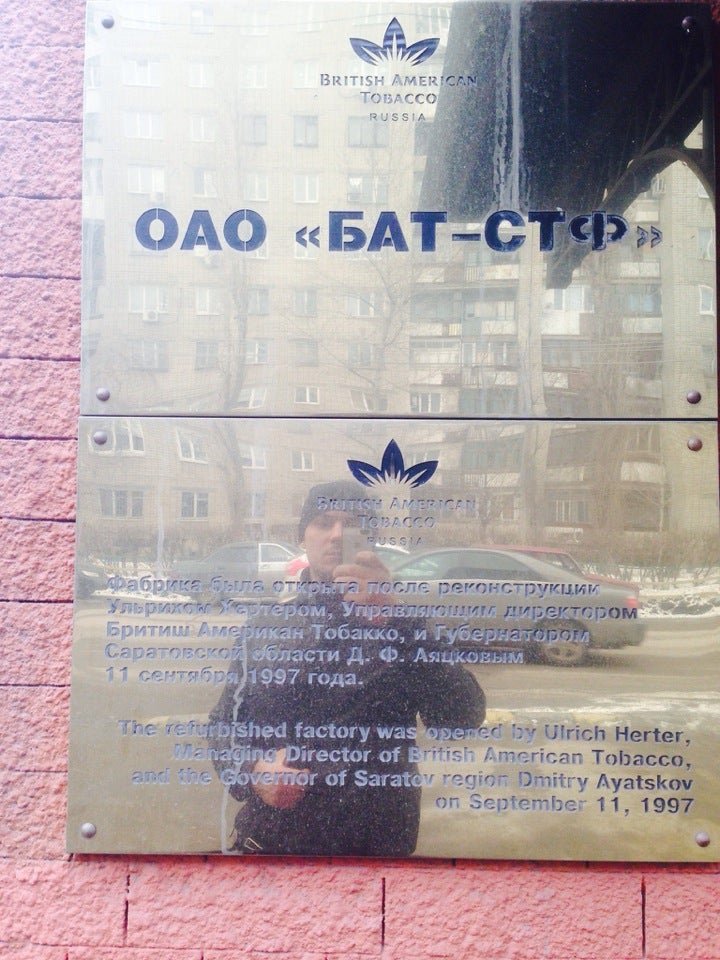 BRITISH AMERICAN
TOBACCO
RUSSIA
ОАО «БАТ–СТФ»
BRITISH AMERICAN
TOBACCO
RUSSIA
Фабрика была открыта после реконструкции
Ульрихом Хертером, Управляющим директором
Бритиш Американ Тобакко, и Губернатором
Саратовской области Д. Ф. Аяцковым
11 сентября 1997 года.
The refurbished factory was opened by Ulrich Herter,
Managing Director of British American Tobacco,
and the Governor of Saratov region Dmitry Ayatskov
on September 11, 1997